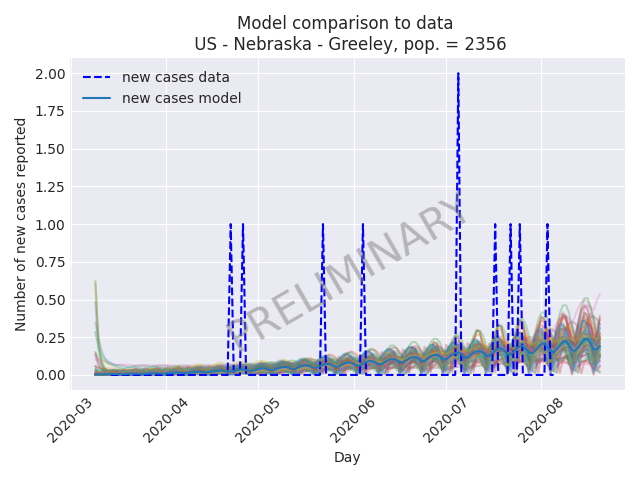 Model comparison to data
US - Nebraska - Greeley, pop. = 2356
new cases data
new cases model
PRELIMINARY
Number of new cases reported
2.00
1.75
1.50
1.25
1.00
0.75
0.50
0.25
0.00
2020-03
2020-04
2020-05
2020-06
2020-07
2020-08
Day